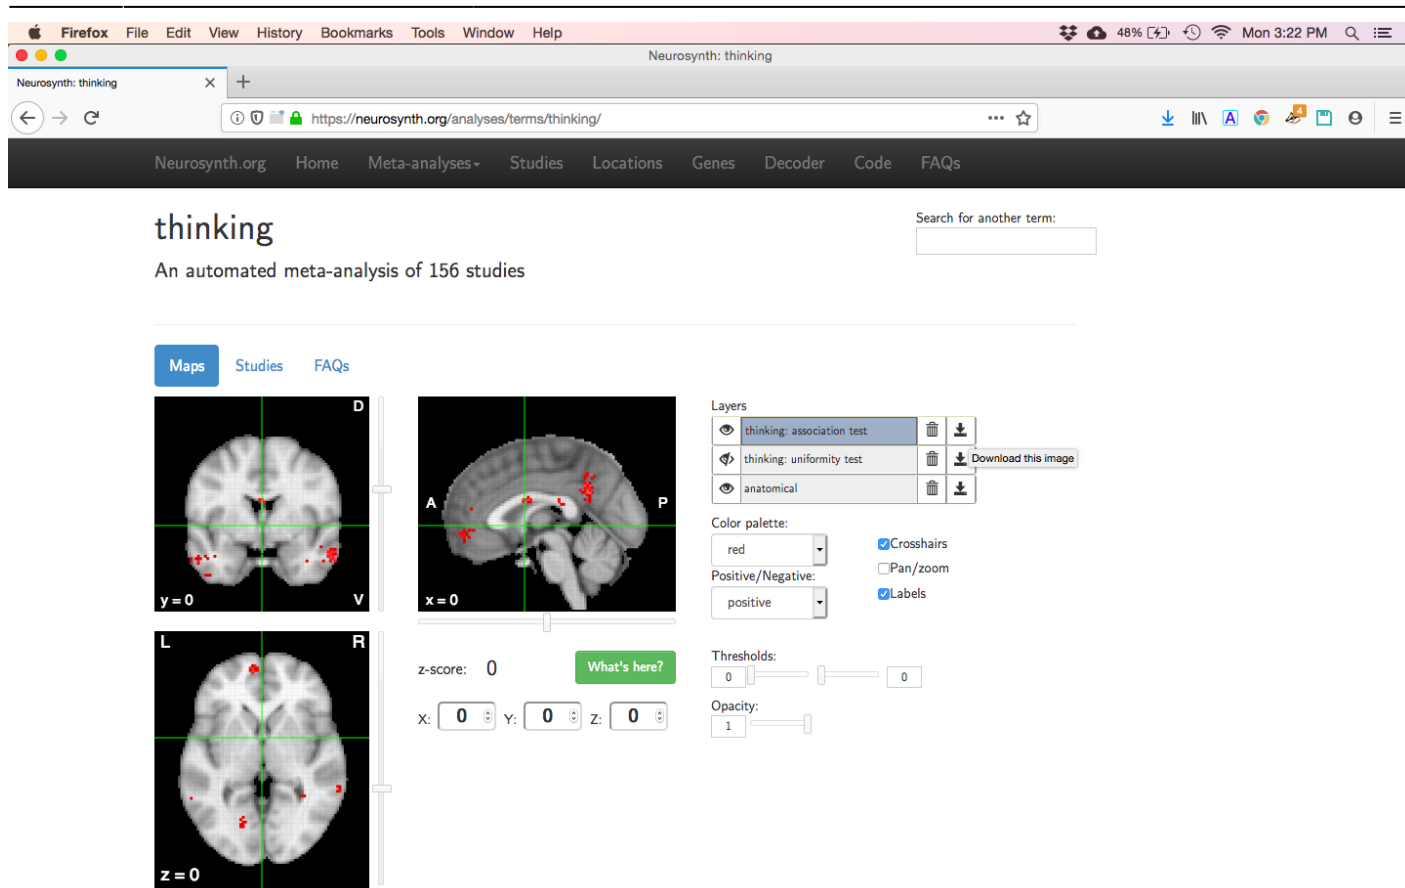 Firefox File Edit View History Bookmarks Tools Window Help 48% Mon 3:22 PM
Neurosynth: thinking
Neurosynth: thinking
https://neurosynth.org/analyses/terms/thinking/ A 4
Neurosynth.org Home Meta-analyses Studies Locations Genes Decoder Code FAQs
thinking
Search for another term:
An automated meta-analysis of 156 studies
Maps Studies FAQs
D
y = 0 V
A P
x = 0
L R
z = 0
z-score: 0 What's here?
X: 0 Y: 0 Z: 0
Layers
thinking: association test
thinking: uniformity test
Download this image
anatomical
Color palette:
red
Positive/Negative:
positive
Crosshairs
Pan/zoom
Labels
Thresholds:
0 0
Opacity:
1